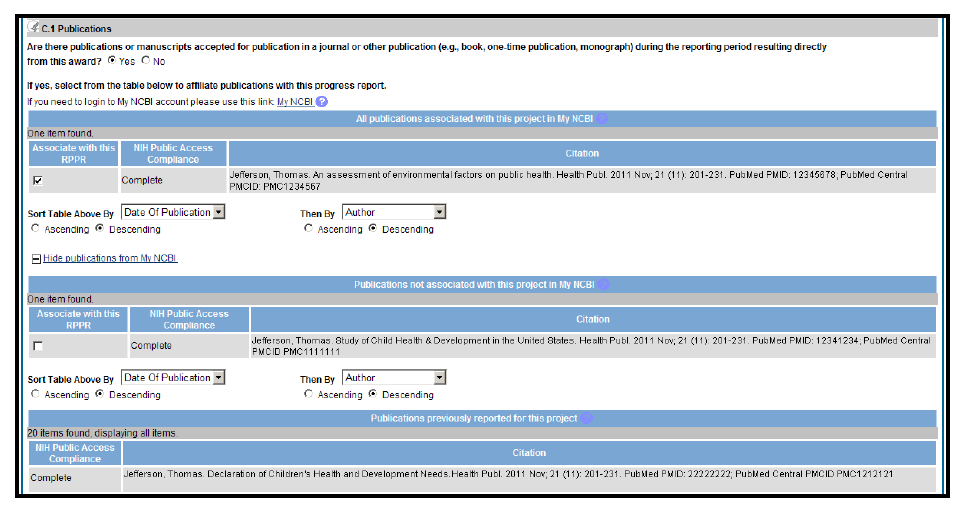 C.1 Publications
Are there publications or manuscripts accepted for publication in a journal or other publication (e.g., book, one-time publication, monograph) during the reporting period resulting directly
from this award? Yes No
If yes, select from the table below to affiliate publications with this progress report.
If you need to login to My NCBI account please use this link: My NCBI ?
All publications associated with this project in My NCBI ?
One item found.
Associate with this RPPR NIH Public Access Compliance Citation
Complete Jefferson, Thomas. An assessment of environmental factors on public health. Health Publ. 2011 Nov; 21 (11): 201-231. PubMed PMID: 12345678; PubMed Central
PMCID: PMC1234567
Sort Table Above By Date Of Publication Then By Author
Ascending Descending Ascending Descending
Hide publications from My NCBI
Publications not associated with this project in My NCBI ?
One item found.
Associate with this RPPR NIH Public Access Compliance Citation
Complete Jefferson, Thomas. Study of Child Health & Development in the United States. Health Publ. 2011 Nov; 21 (11): 201-231. PubMed PMID: 12341234; PubMed Central
PMCID PMC1111111
Sort Table Above By Date Of Publication Then By Author
Ascending Descending Ascending Descending
Publications previously reported for this project ?
20 items found, displaying all items.
NIH Public Access Compliance Citation
Complete Jefferson, Thomas. Declaration of Children's Health and Development Needs.Health Publ. 2011 Nov; 21 (11): 201-231. PubMed PMID: 22222222; PubMed Central PMCID PMC1212121